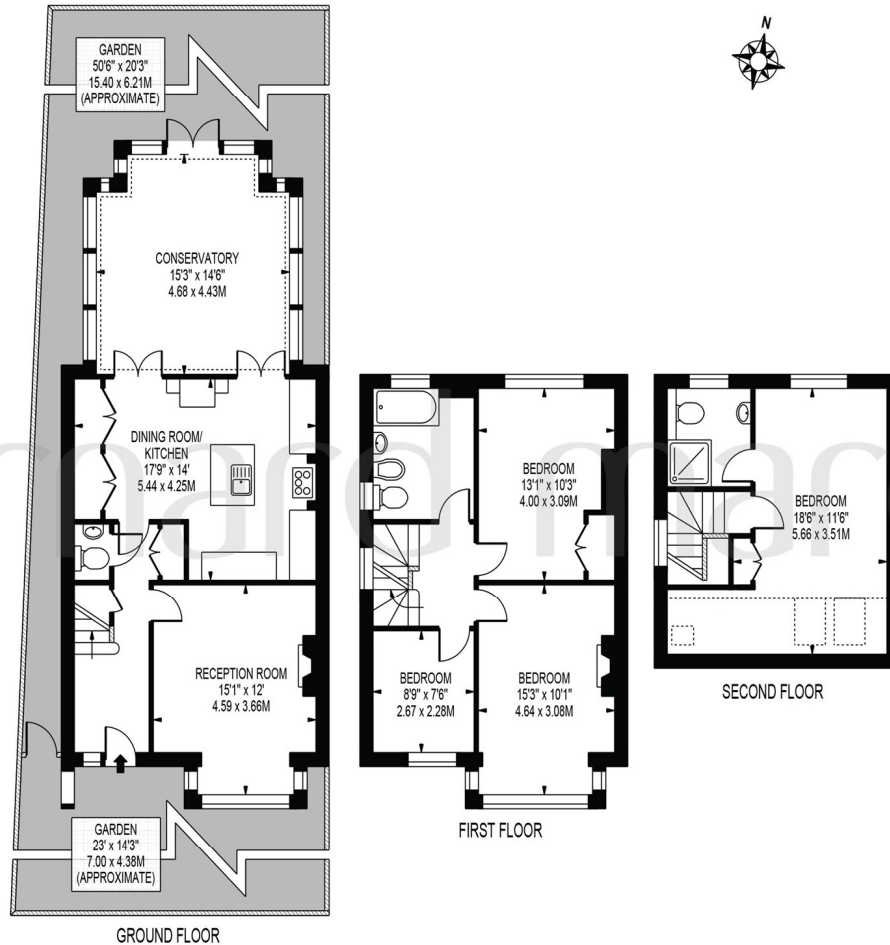 N
GARDEN
50'6" x 20'3"
15.40 x 6.21M
(APPROXIMATE)
CONSERVATORY
15'3" x 14'6"
4.68 x 4.43M
DINING ROOM/
KITCHEN
17'9" x 14'
5.44 x 4.25M
RECEPTION ROOM
15'1" x 12'
4.59 x 3.66M
GARDEN
23' x 14'3"
7.00 x 4.38M
(APPROXIMATE)
GROUND FLOOR
BEDROOM
13'1" x 10'3"
4.00 x 3.09M
BEDROOM
8'9" x 7'6"
2.67 x 2.28M
BEDROOM
15'3" x 10'1"
4.64 x 3.08M
FIRST FLOOR
BEDROOM
18'6" x 11'6"
5.66 x 3.51M
SECOND FLOOR